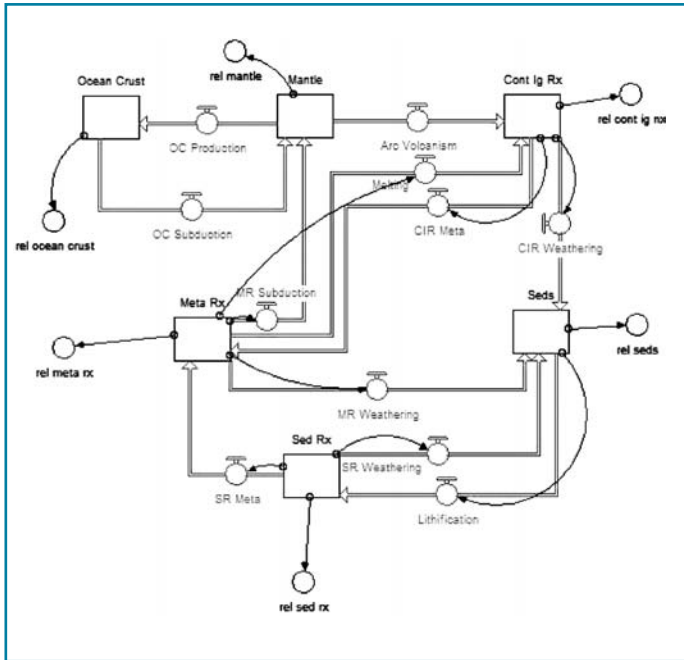 rel mantle
Ocean Crust
Mantle
Cont Ig Rx
rel cont ig rx
OC Production
Arc Volcanism
Melting
OC Subduction
CIR Meta
CIR Weathering
rel ocean crust
MR Subduction
Meta Rx
Seds
rel meta rx
rel seds
MR Weathering
Sed Rx
SR Weathering
SR Meta
Lithification
rel sed rx